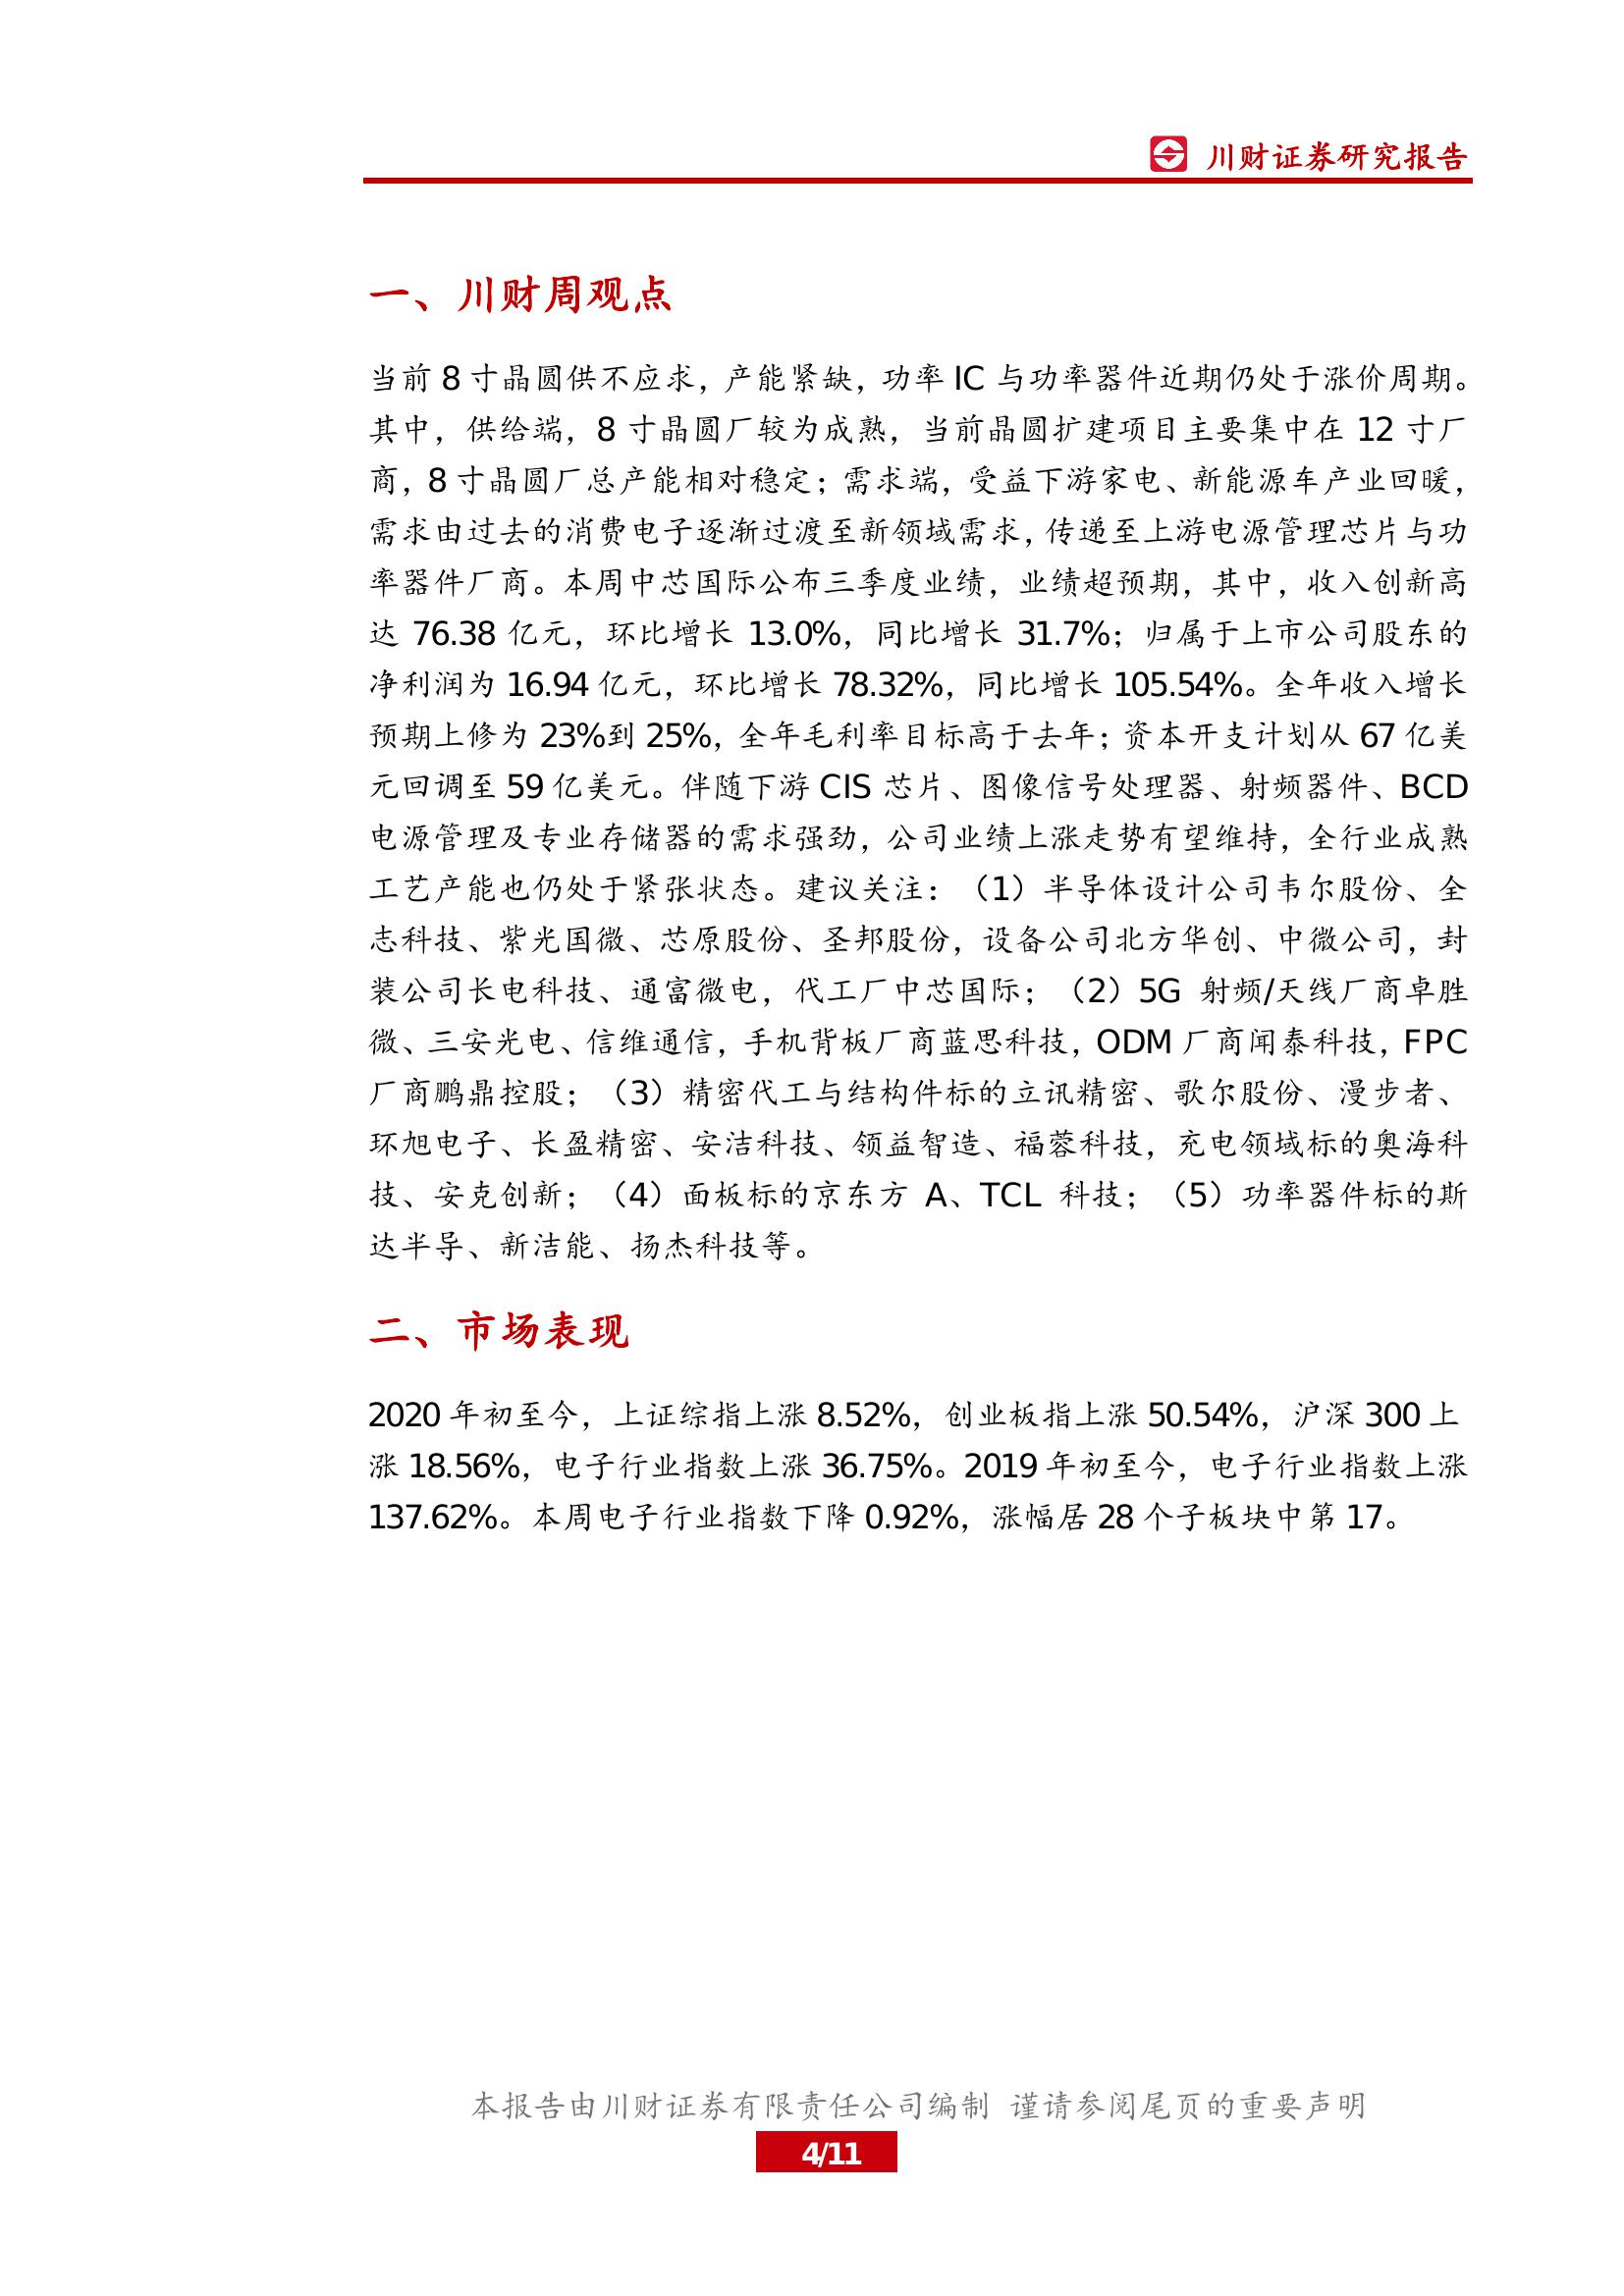 川财证券研究报告
一、川财周观点
当前 8 寸晶圆供不应求，产能紧缺，功率 IC 与功率器件近期仍处于涨价周期。
其中，供给端，8 寸晶圆厂较为成熟，当前晶圆扩建项目主要集中在 12 寸厂
商，8 寸晶圆厂总产能相对稳定；需求端，受益下游家电、新能源车产业回暖，
需求由过去的消费电子逐渐过渡至新领域需求，传递至上游电源管理芯片与功
率器件厂商。本周中芯国际公布三季度业绩，业绩超预期，其中，收入创新高
达 76.38 亿元，环比增长 13.0%，同比增长 31.7%；归属于上市公司股东的
净利润为 16.94 亿元，环比增长 78.32%，同比增长 105.54%。全年收入增长
预期上修为 23%到 25%，全年毛利率目标高于去年；资本开支计划从 67 亿美
元回调至 59 亿美元。伴随下游 CIS 芯片、图像信号处理器、射频器件、BCD
电源管理及专业存储器的需求强劲，公司业绩上涨走势有望维持，全行业成熟
工艺产能也仍处于紧张状态。建议关注：（1）半导体设计公司韦尔股份、全
志科技、紫光国微、芯原股份、圣邦股份，设备公司北方华创、中微公司，封
装公司长电科技、通富微电，代工厂中芯国际；（2）5G 射频/天线厂商卓胜
微、三安光电、信维通信，手机背板厂商蓝思科技，ODM 厂商闻泰科技，FPC
厂商鹏鼎控股；（3）精密代工与结构件标的立讯精密、歌尔股份、漫步者、
环旭电子、长盈精密、安洁科技、领益智造、福蓉科技，充电领域标的奥海科
技、安克创新；（4）面板标的京东方 A、TCL 科技；（5）功率器件标的斯
达半导、新洁能、扬杰科技等。
二、市场表现
2020 年初至今，上证综指上涨 8.52%，创业板指上涨 50.54%，沪深 300 上
涨 18.56%，电子行业指数上涨 36.75%。2019 年初至今，电子行业指数上涨
137.62%。本周电子行业指数下降 0.92%，涨幅居 28 个子板块中第 17。
本报告由川财证券有限责任公司编制 谨请参阅尾页的重要声明
4/11